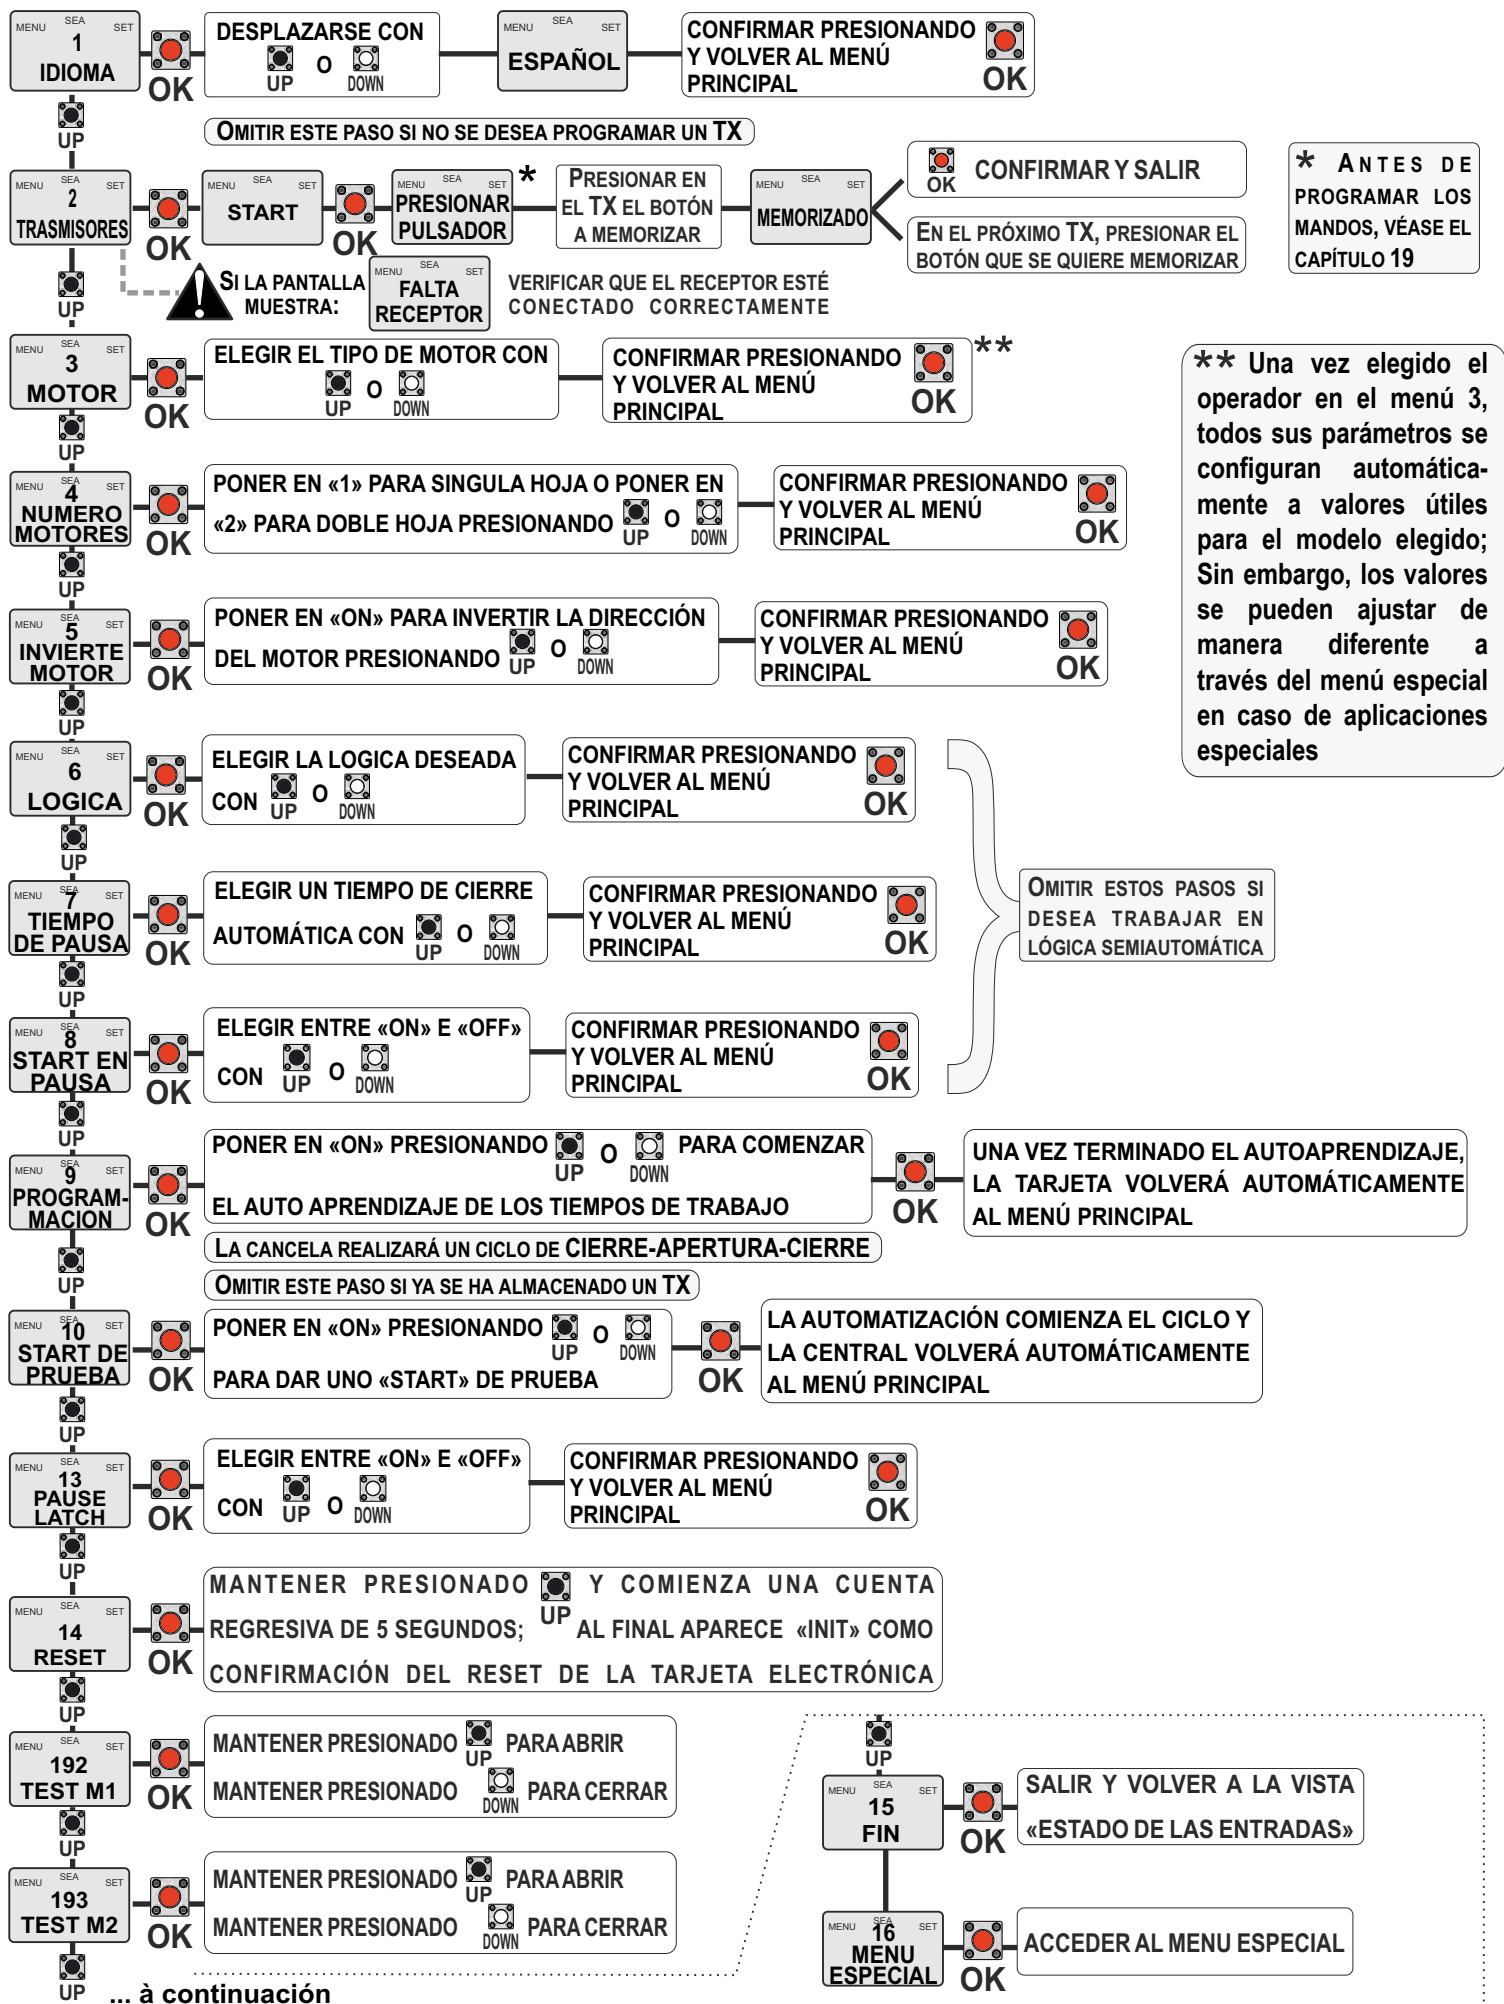 MENU SEA SET
1
IDIOMA
OK
DESPLAZARSE CON
UP O DOWN
MENU SEA SET
ESPAÑOL
CONFIRMAR PRESIONANDO
Y VOLVER AL MENÚ
PRINCIPAL
OK
UP
OMITIR ESTE PASO SI NO SE DESEA PROGRAMAR UN TX
MENU SEA SET
2
TRASMISORES
OK
MENU SEA SET
START
OK
MENU SEA SET
PRESIONAR
PULSADOR
*
PRESIONAR EN
EL TX EL BOTÓN
A MEMORIZAR
MENU SEA SET
MEMORIZADO
OK CONFIRMAR Y SALIR
EN EL PRÓXIMO TX, PRESIONAR EL
BOTÓN QUE SE QUIERE MEMORIZAR
* ANTES DE
PROGRAMAR LOS
MANDOS, VÉASE EL
CAPÍTULO 19
UP
SI LA PANTALLA
MUESTRA:
MENU SEA SET
FALTA
RECEPTOR
VERIFICAR QUE EL RECEPTOR ESTÉ
CONECTADO CORRECTAMENTE
MENU SEA SET
3
MOTOR
OK
ELEGIR EL TIPO DE MOTOR CON
UP O DOWN
CONFIRMAR PRESIONANDO
Y VOLVER AL MENÚ
PRINCIPAL
OK
**
** Una vez elegido el
operador en el menú 3,
todos sus parámetros se
configuran automática-
mente a valores útiles
para el modelo elegido;
Sin embargo, los valores
se pueden ajustar de
manera diferente a
través del menú especial
en caso de aplicaciones
especiales
UP
MENU SEA SET
4
NUMERO
MOTORES
OK
PONER EN «1» PARA SINGULA HOJA O PONER EN
«2» PARA DOBLE HOJA PRESIONANDO UP O DOWN
CONFIRMAR PRESIONANDO
Y VOLVER AL MENÚ
PRINCIPAL
OK
UP
MENU SEA SET
5
INVIERTE
MOTOR
OK
PONER EN «ON» PARA INVERTIR LA DIRECCIÓN
DEL MOTOR PRESIONANDO UP O DOWN
CONFIRMAR PRESIONANDO
Y VOLVER AL MENÚ
PRINCIPAL
OK
UP
MENU SEA SET
6
LOGICA
OK
ELEGIR LA LOGICA DESEADA
CON UP O DOWN
CONFIRMAR PRESIONANDO
Y VOLVER AL MENÚ
PRINCIPAL
OK
UP
MENU SEA SET
7
TIEMPO
DE PAUSA
OK
ELEGIR UN TIEMPO DE CIERRE
AUTOMÁTICA CON UP O DOWN
CONFIRMAR PRESIONANDO
Y VOLVER AL MENÚ
PRINCIPAL
OK
OMITIR ESTOS PASOS SI
DESEA TRABAJAR EN
LÓGICA SEMIAUTOMÁTICA
UP
MENU SEA SET
8
START EN
PAUSA
OK
ELEGIR ENTRE «ON» E «OFF»
CON UP O DOWN
CONFIRMAR PRESIONANDO
Y VOLVER AL MENÚ
PRINCIPAL
OK
UP
MENU SEA SET
9
PROGRAM-
MACION
OK
PONER EN «ON» PRESIONANDO UP O DOWN PARA COMENZAR
EL AUTO APRENDIZAJE DE LOS TIEMPOS DE TRABAJO
OK
UNA VEZ TERMINADO EL AUTOAPRENDIZAJE,
LA TARJETA VOLVERÁ AUTOMÁTICAMENTE
AL MENÚ PRINCIPAL
LA CANCELA REALIZARÁ UN CICLO DE CIERRE-APERTURA-CIERRE
UP
OMITIR ESTE PASO SI YA SE HA ALMACENADO UN TX
MENU SEA SET
10
START DE
PRUEBA
OK
PONER EN «ON» PRESIONANDO UP O DOWN
PARA DAR UNO «START» DE PRUEBA
OK
LA AUTOMATIZACIÓN COMIENZA EL CICLO Y
LA CENTRAL VOLVERÁ AUTOMÁTICAMENTE
AL MENÚ PRINCIPAL
UP
MENU SEA SET
13
PAUSE
LATCH
OK
ELEGIR ENTRE «ON» E «OFF»
CON UP O DOWN
CONFIRMAR PRESIONANDO
Y VOLVER AL MENÚ
PRINCIPAL
OK
UP
MENU SEA SET
14
RESET
OK
MANTENER PRESIONADO UP Y COMIENZA UNA CUENTA
REGRESIVA DE 5 SEGUNDOS; AL FINAL APARECE «INIT» COMO
CONFIRMACIÓN DEL RESET DE LA TARJETA ELECTRÓNICA
UP
MENU SEA SET
192
TEST M1
OK
MANTENER PRESIONADO UP PARA ABRIR
MANTENER PRESIONADO DOWN PARA CERRAR
UP
MENU SEA SET
193
TEST M2
OK
MANTENER PRESIONADO UP PARA ABRIR
MANTENER PRESIONADO DOWN PARA CERRAR
UP
... à continuación
UP
MENU SEA SET
15
FIN
OK
SALIR Y VOLVER A LA VISTA
«ESTADO DE LAS ENTRADAS»
MENU SEA SET
16
MENU
ESPECIAL
OK
ACCEDER AL MENU ESPECIAL